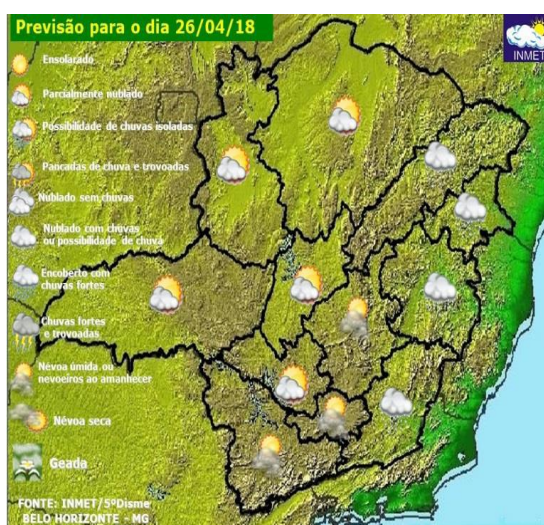 Previsão para o dia 26/04/18
INMET
Ensolarado
Parcialmente nublado
Possibilidade de chuvas isoladas
Pancadas de chuva e trovoadas
Nublado sem chuvas
Nublado com chuvas
ou possibilidade de chuva
Encoberto com
chuvas fortes
Chuvas fortes
e trovoadas
Névoa úmida ou
nevoeiros ao amanhecer
Névoa seca
Geada
FONTE: INMET/5ºDisme
BELO HORIZONTE - MG